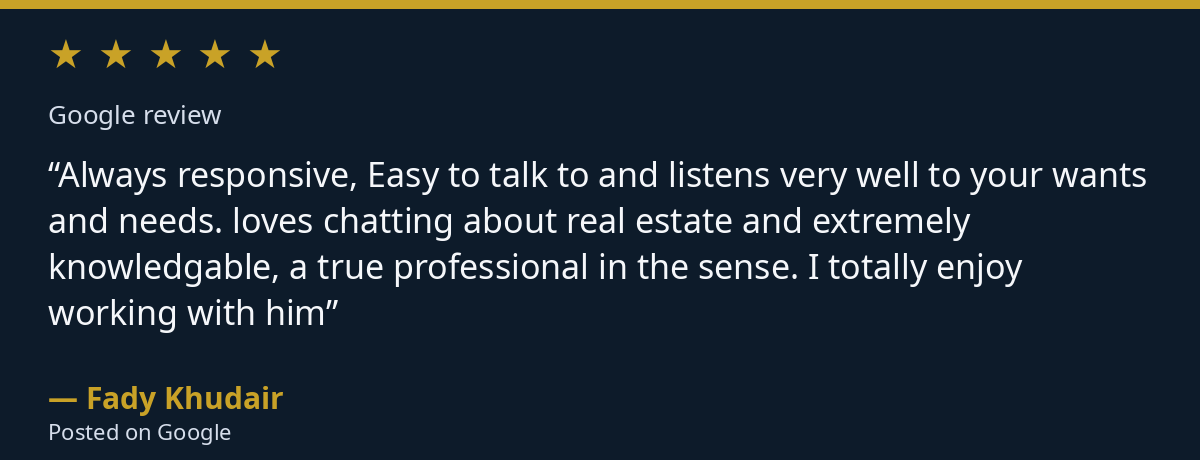 ★ ★ ★ ★ ★
Google review
“Always responsive, Easy to talk to and listens very well to your wants
and needs. loves chatting about real estate and extremely
knowledgable, a true professional in the sense. I totally enjoy
working with him”
— Fady Khudair
Posted on Google